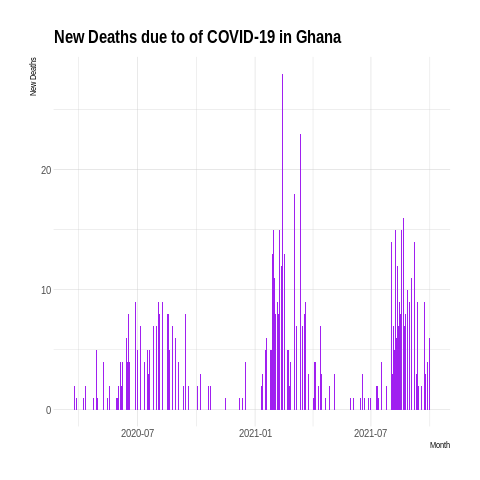 New Deaths due to of COVID-19 in Ghana
New Deaths
20
10
0
2020-07
2021-01
2021-07
Month